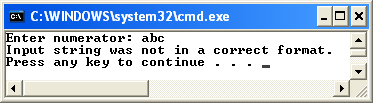 C:\WINDOWS\system32\cmd.exe
Enter numerator: abc
Input string was not in a correct format.
Press any key to continue . . . _